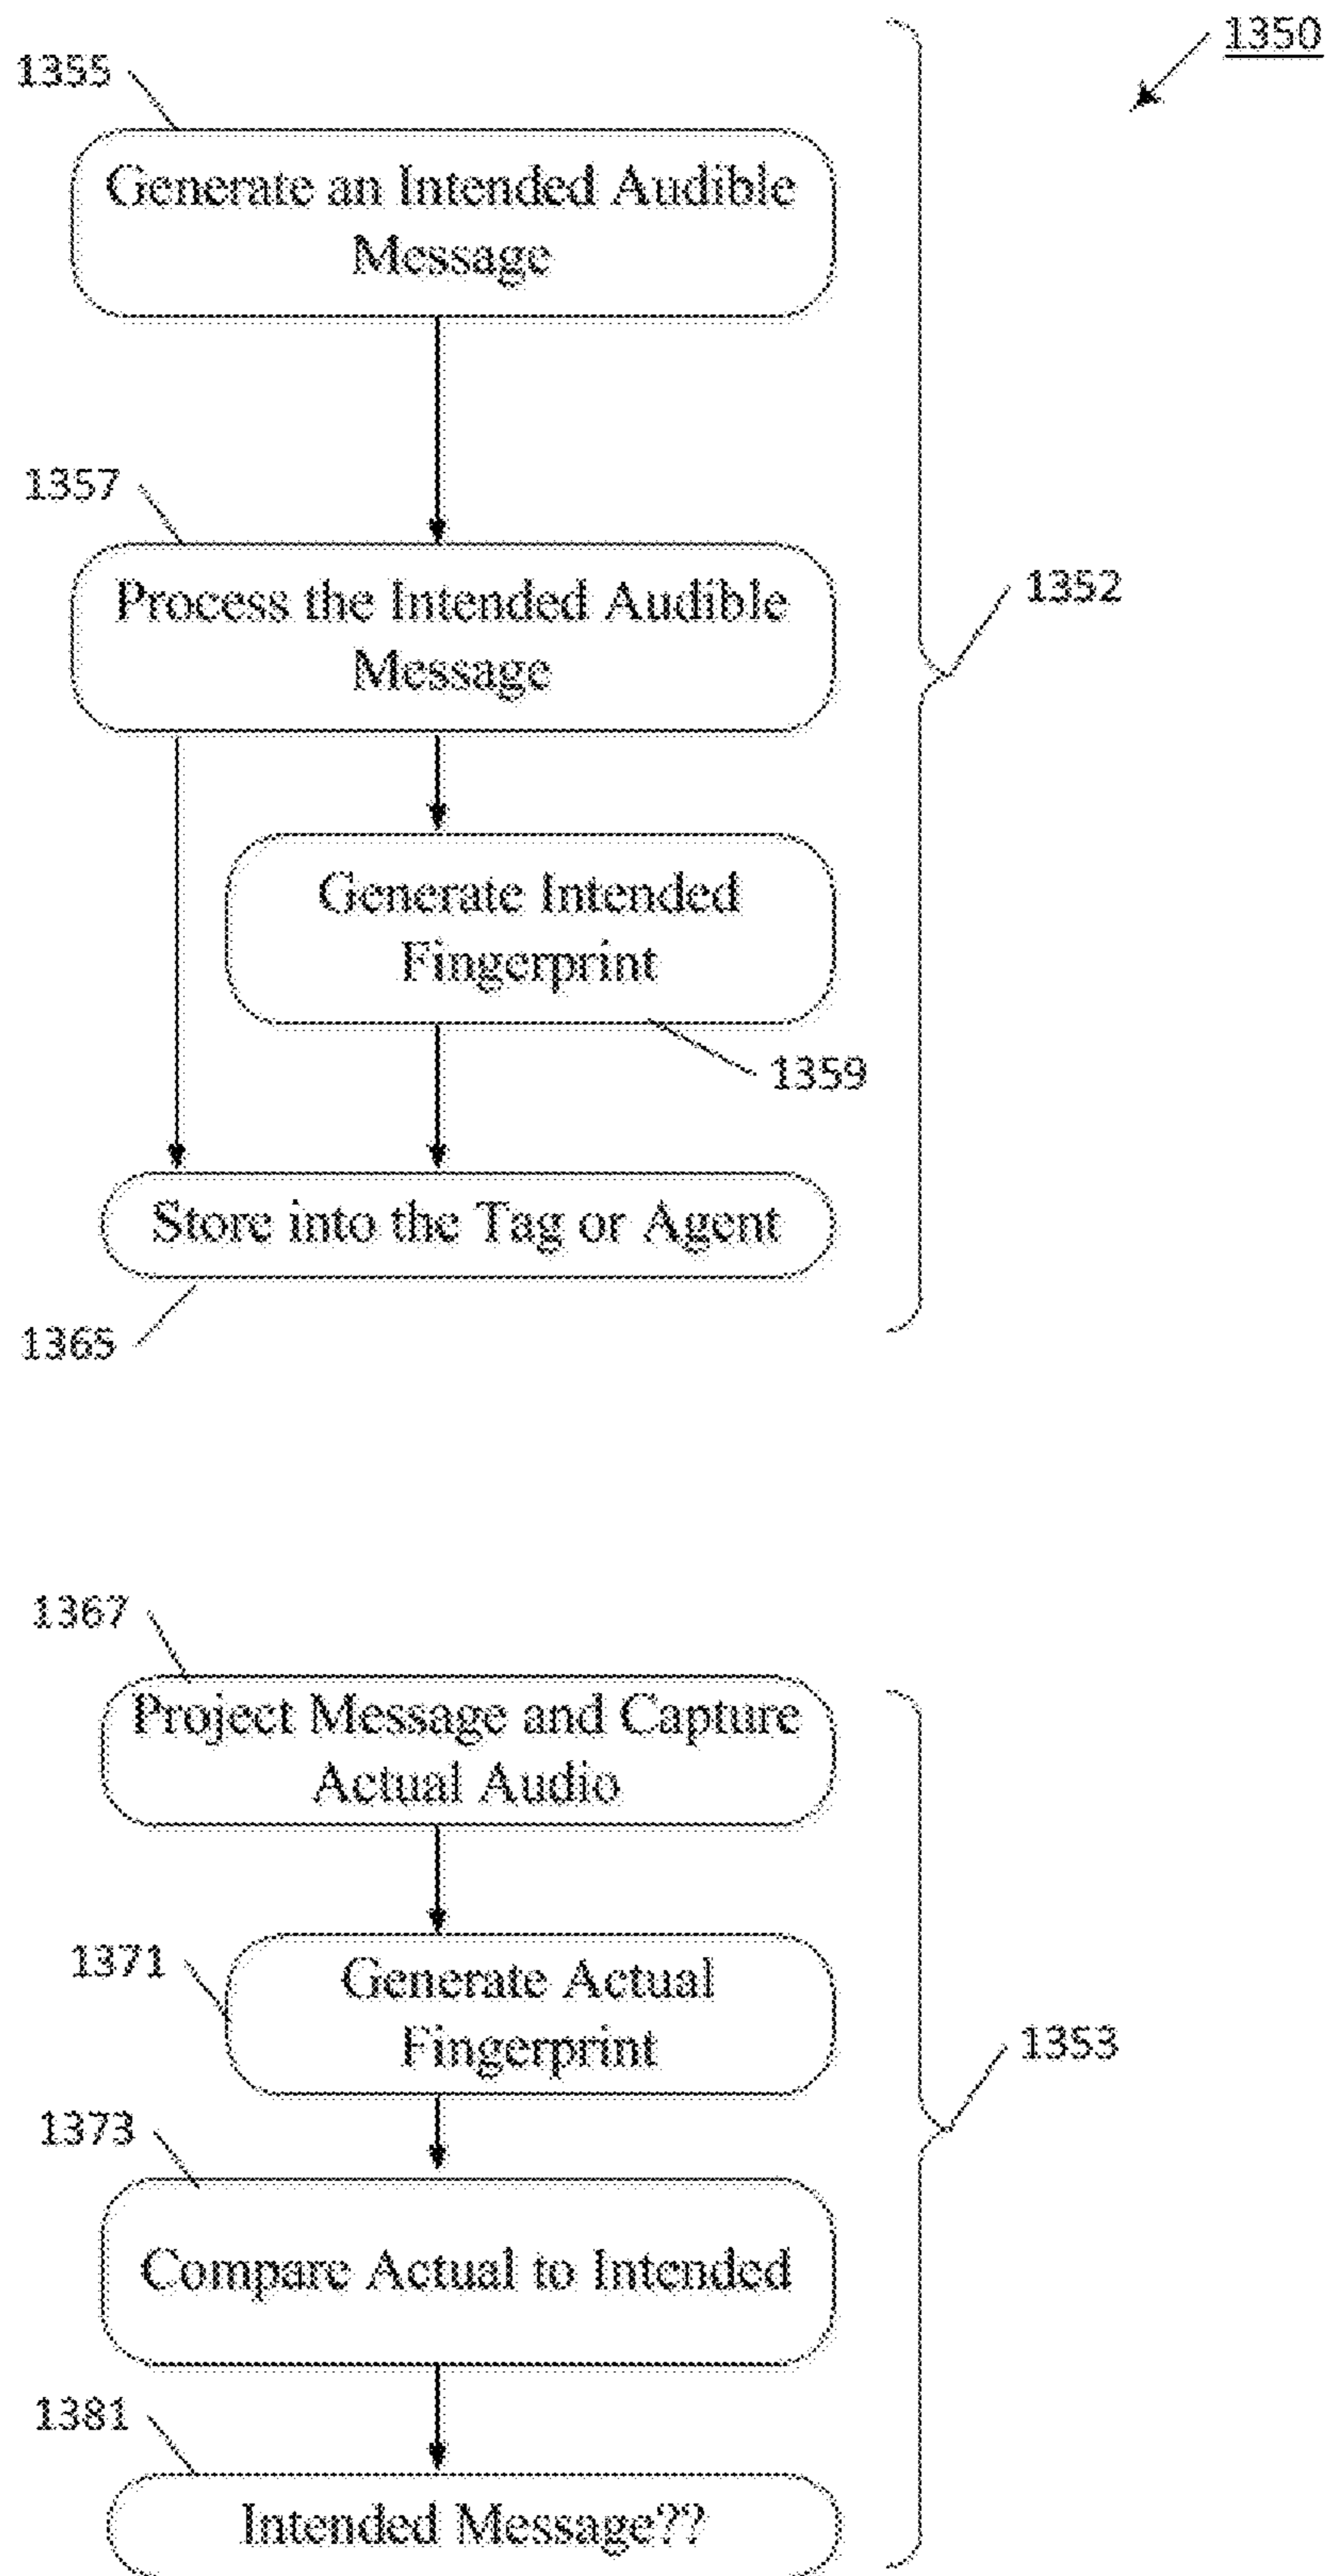 1350
1355
Generate an Intended Audible
Message
1357
Process the Intended Audible
Message
1352
Generate Intended
Fingerprint
1359
Store into the Tag or Agent
1365
1367
Project Message and Capture
Actual Audio
1371
Generate Actual
Fingerprint
1353
1373
Compare Actual to Intended
1381
Intended Message??